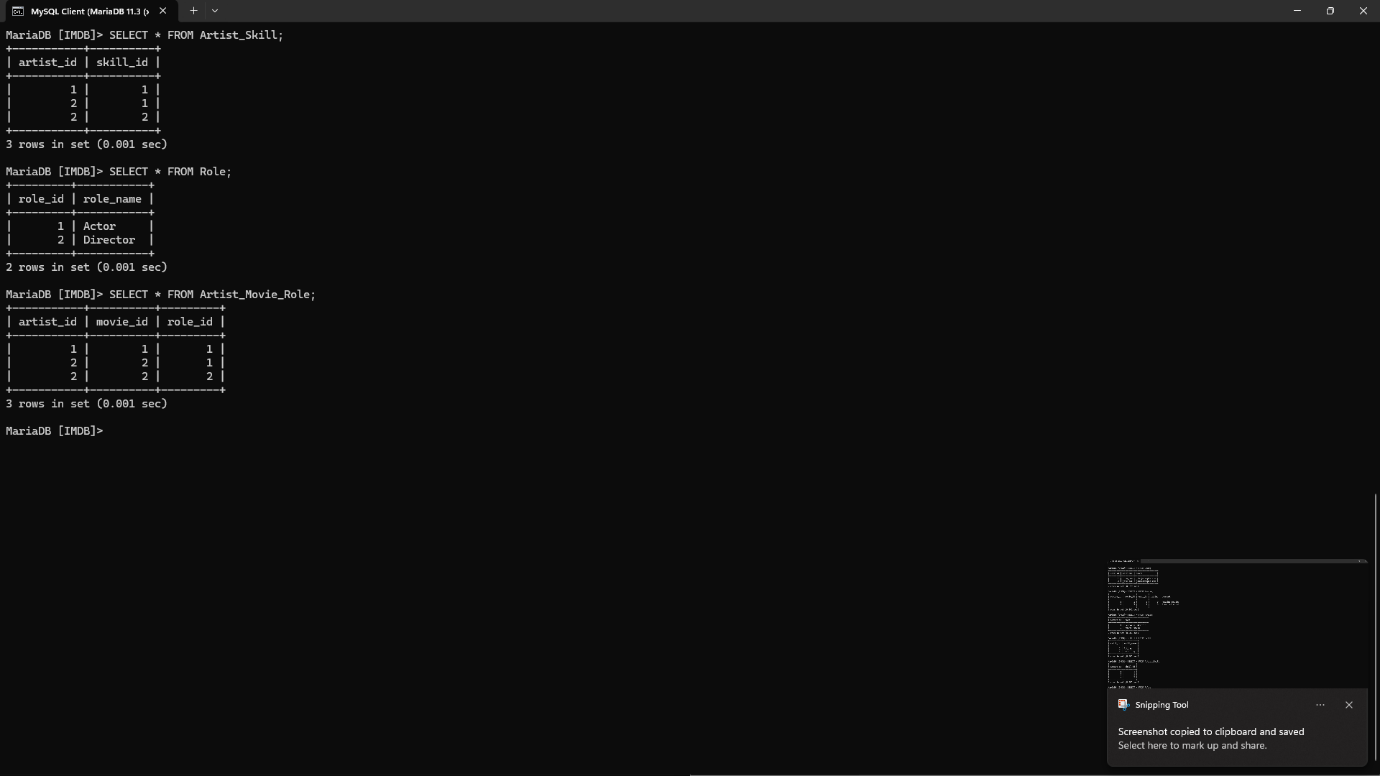 MySQL Client (MariaDB 11.3 (x
MariaDB [IMDB]> SELECT * FROM Artist_Skill;
+-----------+----------+
| artist_id | skill_id |
+-----------+----------+
|         1 |        1 |
|         2 |        1 |
|         2 |        2 |
+-----------+----------+
3 rows in set (0.001 sec)
MariaDB [IMDB]> SELECT * FROM Role;
+---------+-----------+
| role_id | role_name |
+---------+-----------+
|       1 | Actor     |
|       2 | Director  |
+---------+-----------+
2 rows in set (0.001 sec)
MariaDB [IMDB]> SELECT * FROM Artist_Movie_Role;
+-----------+----------+---------+
| artist_id | movie_id | role_id |
+-----------+----------+---------+
|         1 |        1 |       1 |
|         2 |        2 |       1 |
|         2 |        2 |       2 |
+-----------+----------+---------+
3 rows in set (0.001 sec)
MariaDB [IMDB]>
Snipping Tool
Screenshot copied to clipboard and saved
Select here to mark up and share.